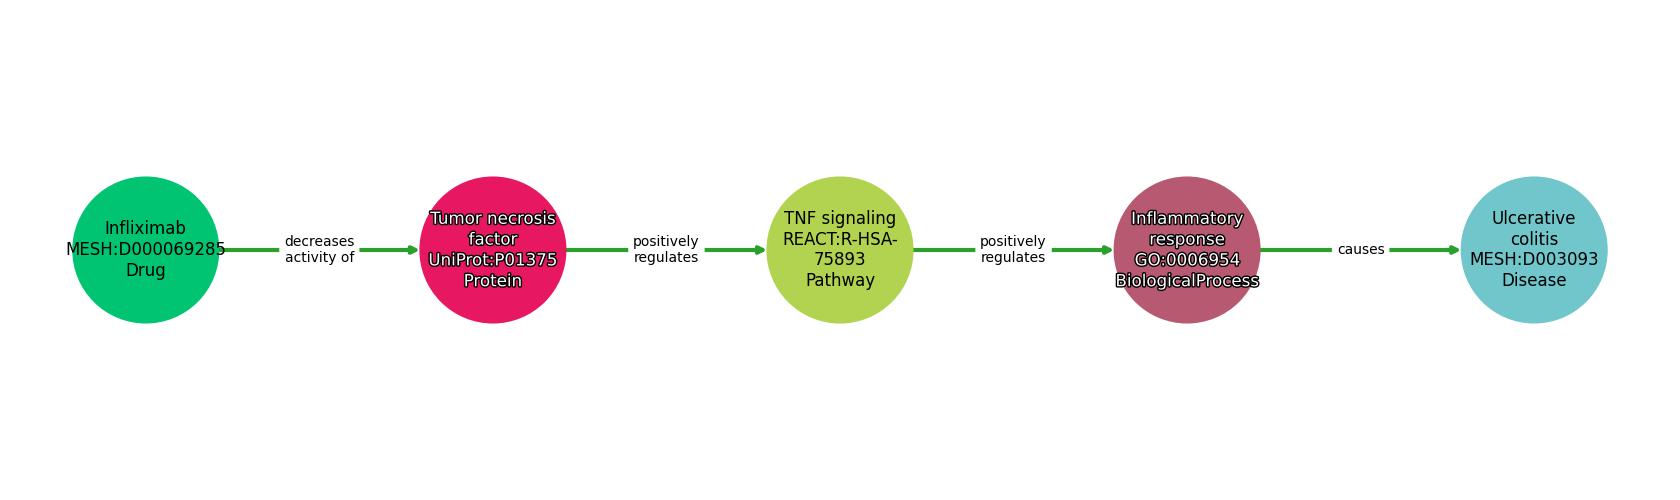 Infliximab
MESH:D000069285
Drug
decreases
activity of
Tumor necrosis
factor
UniProt:P01375
Protein
positively
regulates
TNF signaling
REACT:R-HSA-
75893
Pathway
positively
regulates
Inflammatory
response
GO:0006954
BiologicalProcess
causes
Ulcerative
colitis
MESH:D003093
Disease